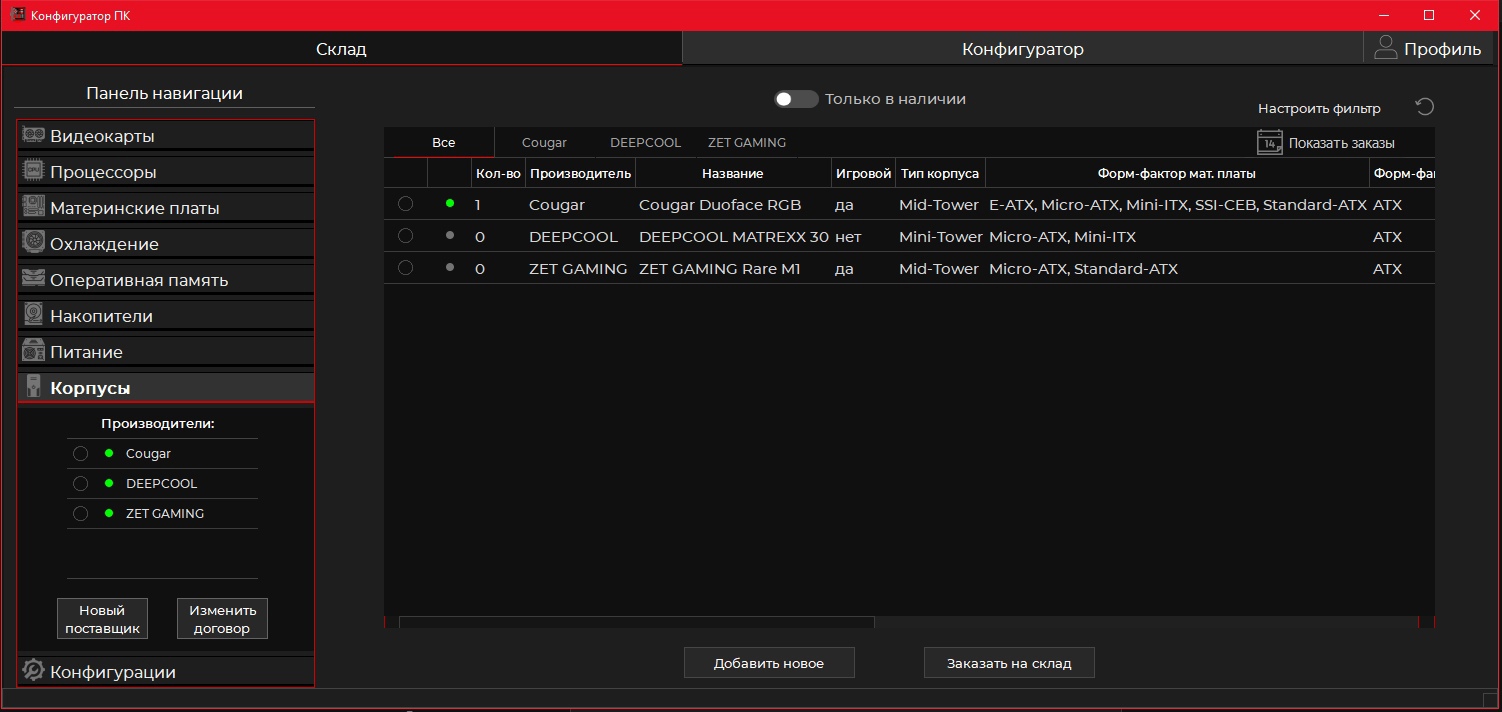 Конфигуратор ПК
Склад
Конфигуратор
Профиль
Панель навигации
Видеокарты
Процессоры
Материнские платы
Охлаждение
Оперативная память
Накопители
Питание
Корпусы
Производители:
Cougar
DEEPCOOL
ZET GAMING
Новый поставщик
Изменить договор
Конфигурации
Только в наличии
Настроить фильтр
Все Cougar DEEPCOOL ZET GAMING
14
Показать заказы
Кол-во Производитель Название Игровой Тип корпуса Форм-фактор мат. платы Форм-фа
1 Cougar Cougar Duoface RGB да Mid-Tower E-ATX, Micro-ATX, Mini-ITX, SSI-CEB, Standard-ATX ATX
0 DEEPCOOL DEEPCOOL MATREXX 30 нет Mini-Tower Micro-ATX, Mini-ITX ATX
0 ZET GAMING ZET GAMING Rare M1 да Mid-Tower Micro-ATX, Standard-ATX ATX
Добавить новое
Заказать на склад